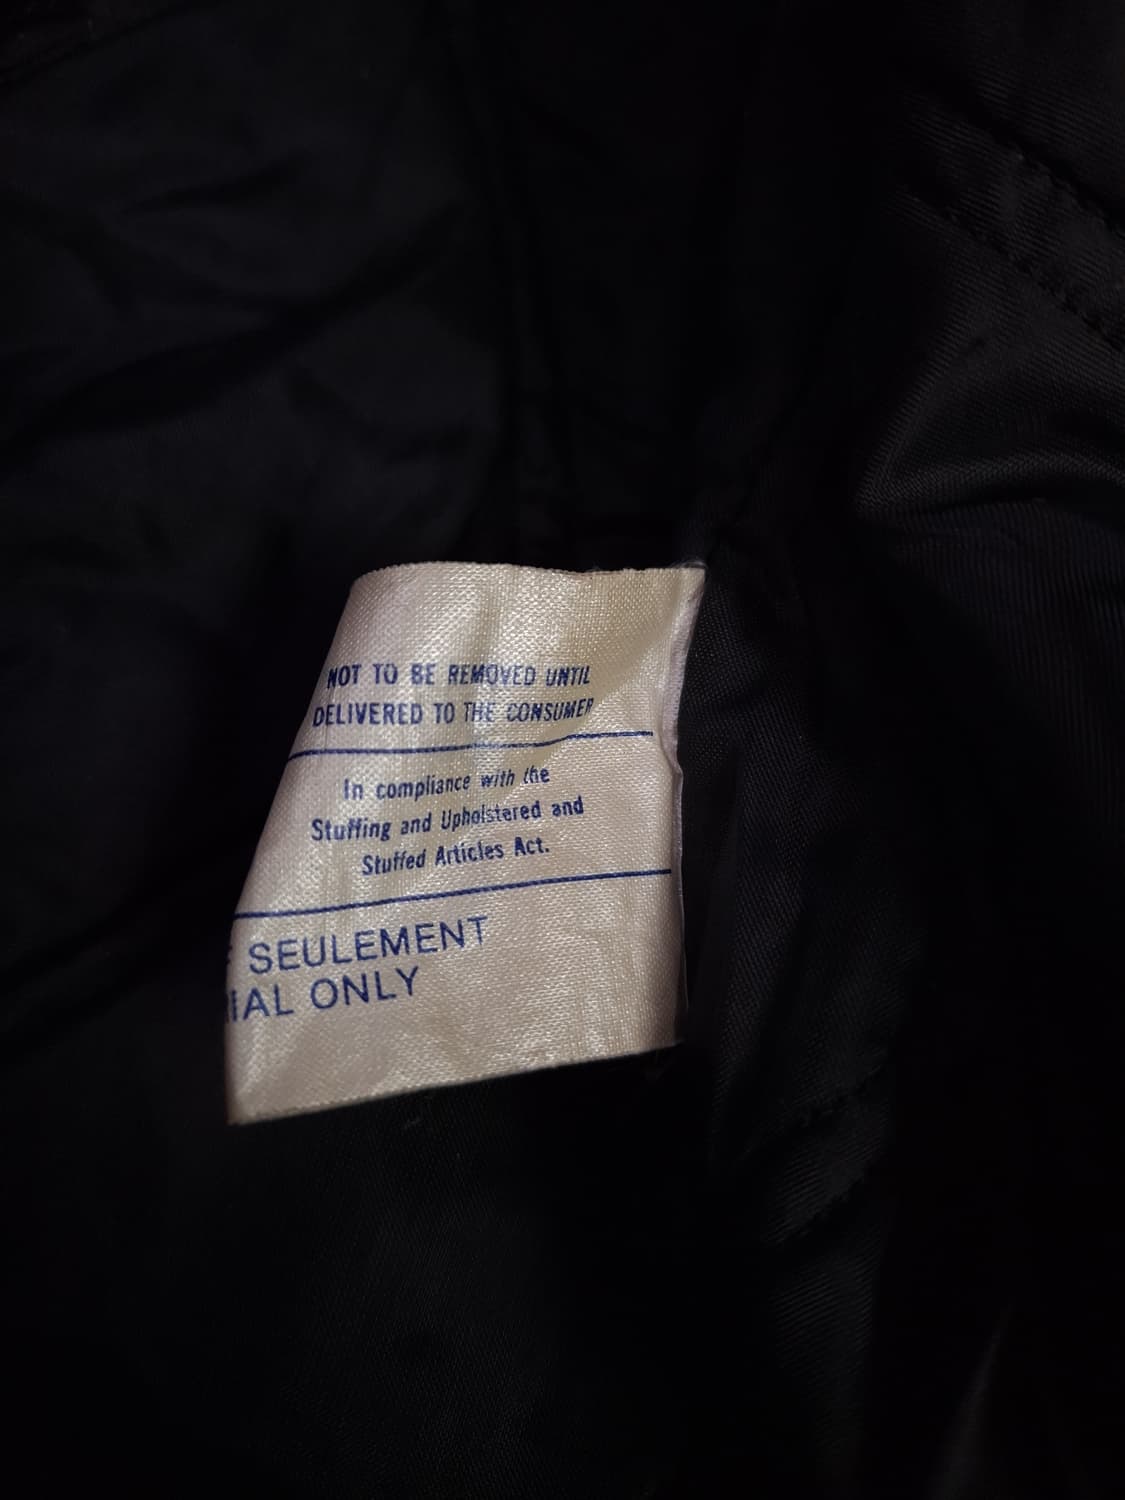 NOT TO BE REMOVED UNTIL
DELIVERED TO THE CONSUMER
In compliance with the
Stuffing and Upholstered and
Stuffed Articles Act.
SEULEMENT
IAL ONLY